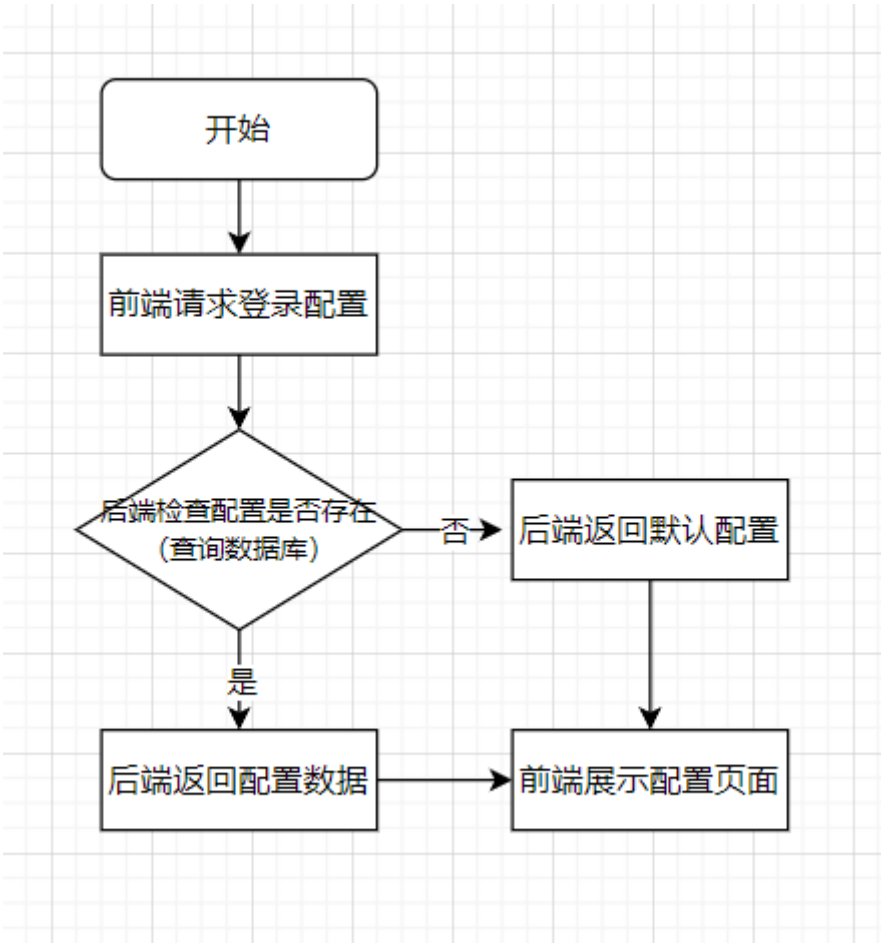 开始
前端请求登录配置
后端检查配置是否存在
（查询数据库）
否
后端返回默认配置
是
后端返回配置数据
前端展示配置页面